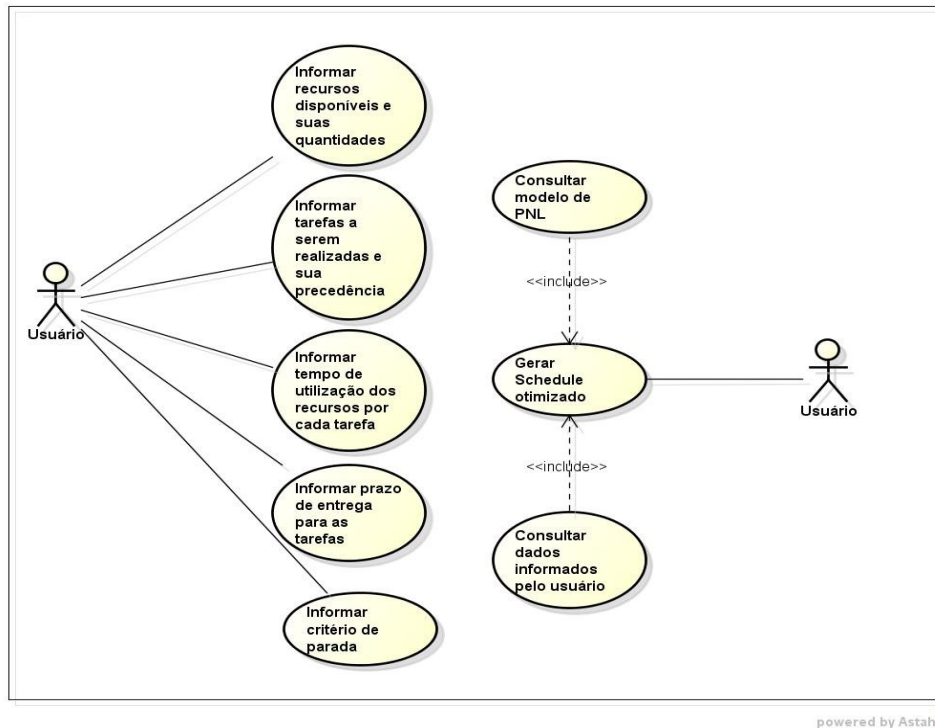 Informar
recursos
disponíveis e
suas
quantidades
Informar
tarefas a
serem
realizadas e
sua
precedência
Usuário
Informar
tempo de
utilização dos
recursos por
cada tarefa
Informar prazo
de entrega
para as
tarefas
Informar
critério de
parada
Consultar
modelo de
PNL
<<include>>
Gerar
Schedule
otimizado
Usuário
<<include>>
Consultar
dados
informados
pelo usuário
powered by Astah